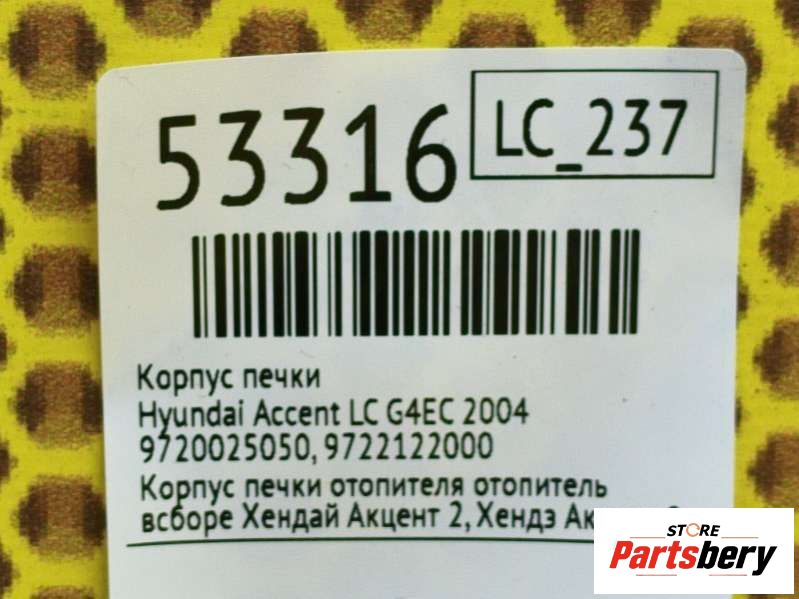 53316
LC_237
Корпус печки
Hyundai Accent LC G4EC 2004
9720025050, 9722122000
Корпус печки отопителя отопитель
всборе Хендай Акцент 2, Хендэ
STORE
Partsbery